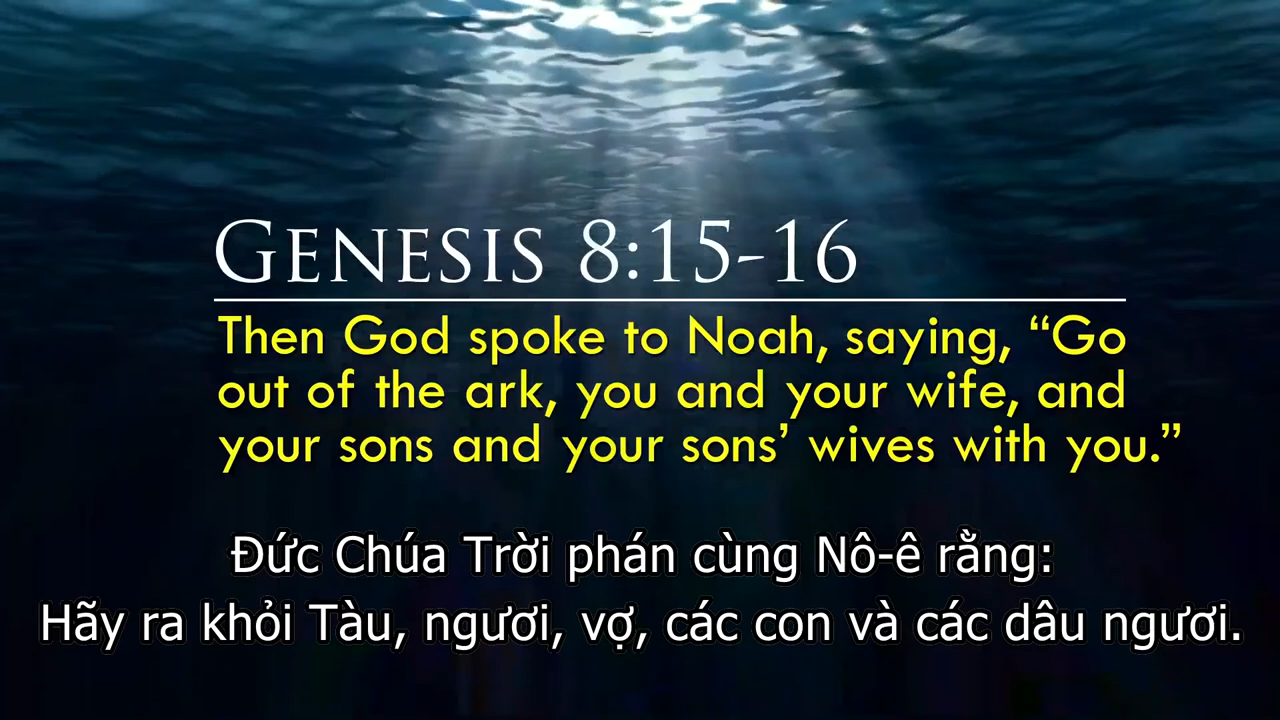 GENESIS 8:15-16
Then God spoke to Noah, saying, “Go
out of the ark, you and your wife, and
your sons and your sons’ wives with you.”
Đức Chúa Trời phán cùng Nô-ê rằng:
Hãy ra khỏi Tàu, ngươi, vợ, các con và các dâu ngươi.